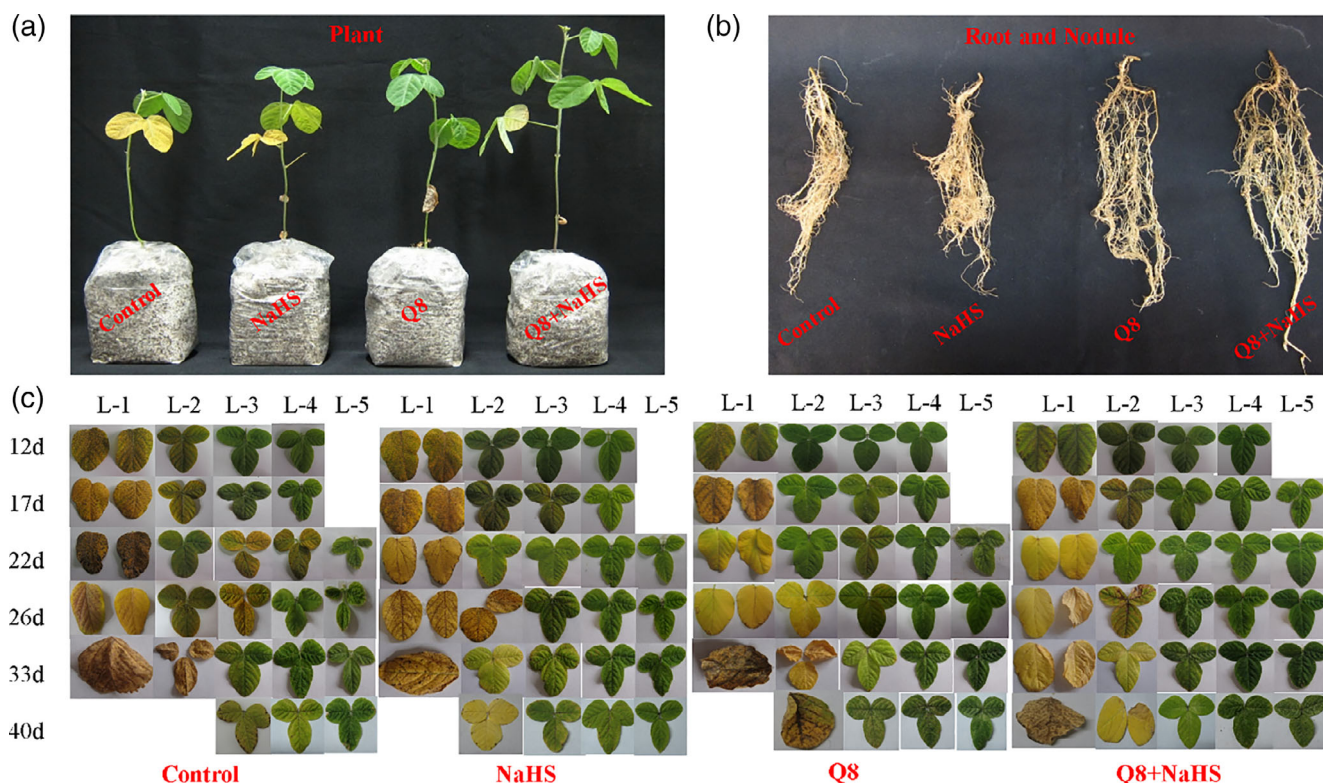 (a)
Plant
Control
NaHS
Q8
Q8+NaHS
(b)
Root and Nodule
Control
NaHS
Q8
Q8+NaHS
(c)
L-1 L-2 L-3 L-4 L-5 L-1 L-2 L-3 L-4 L-5 L-1 L-2 L-3 L-4 L-5 L-1 L-2 L-3 L-4 L-5
12d
17d
22d
26d
33d
40d
Control NaHS Q8 Q8+NaHS